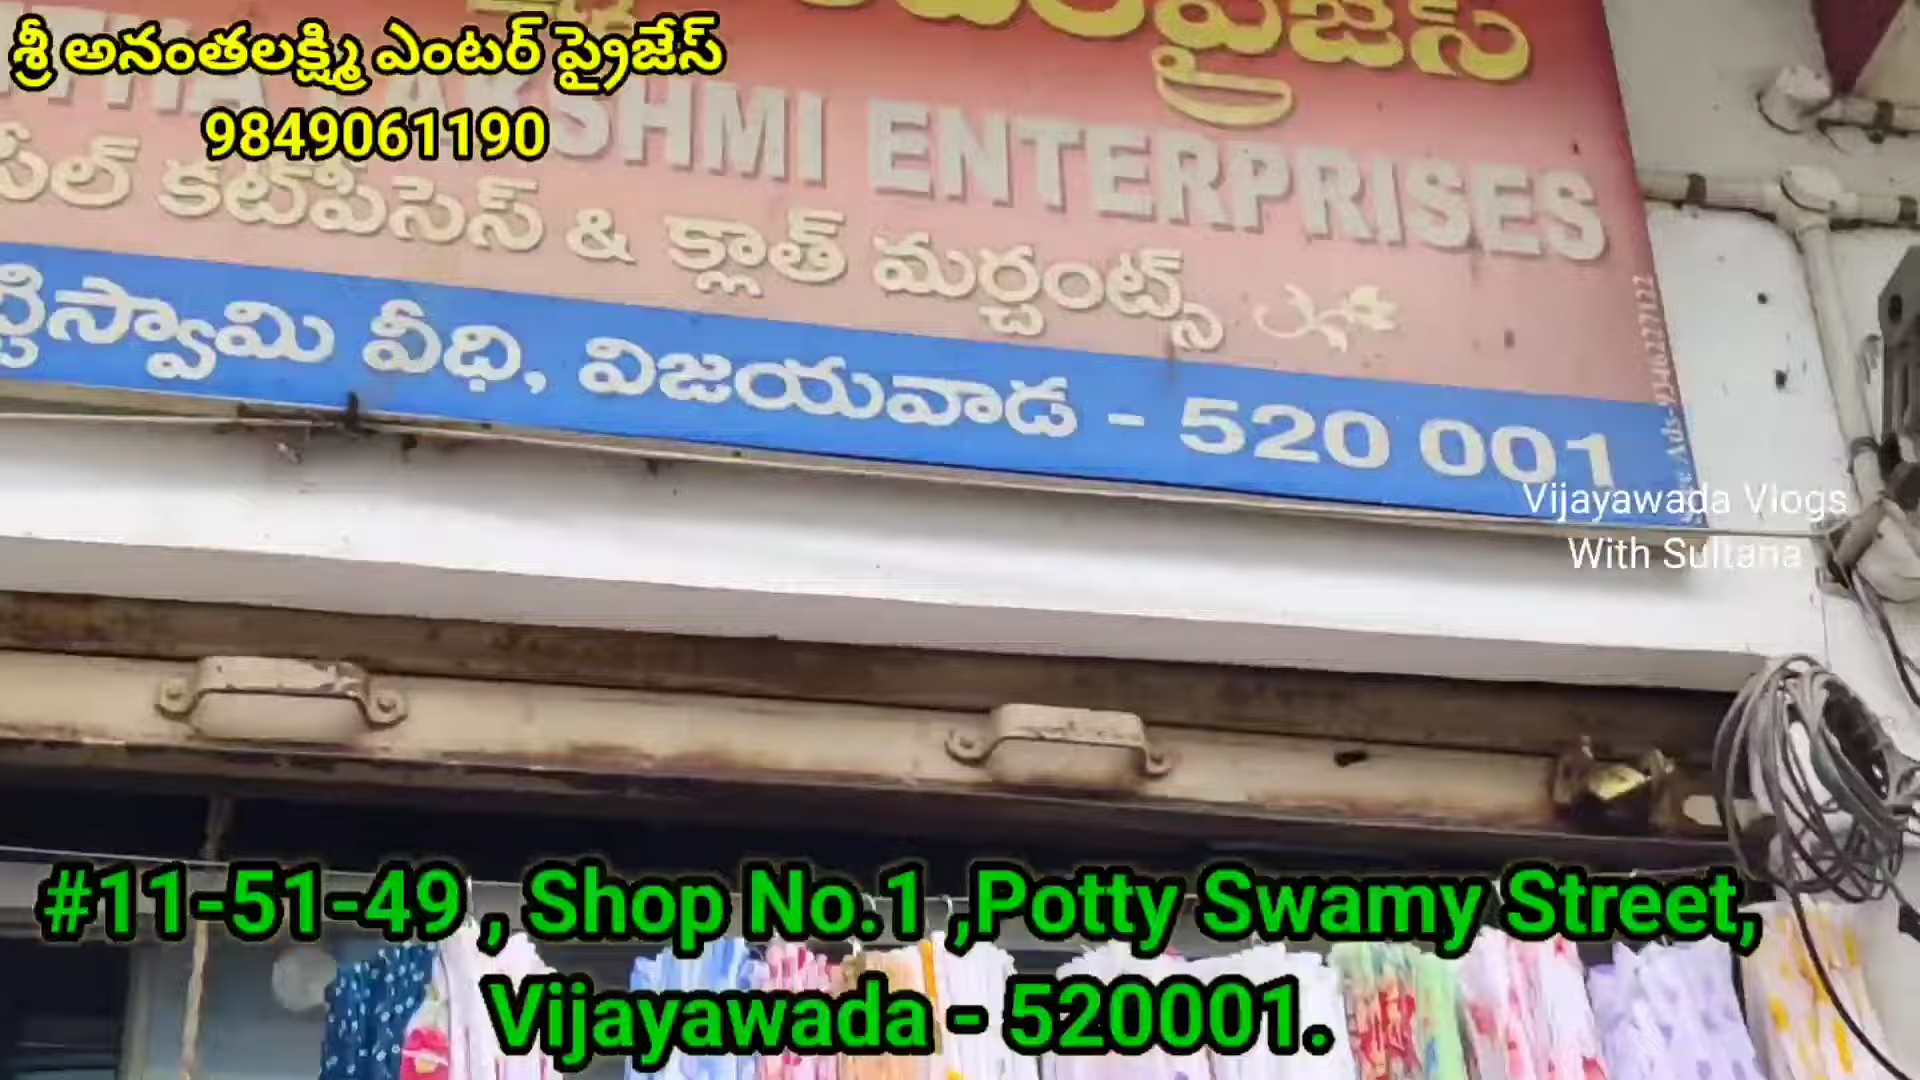 శ్రీ అనంతలక్ష్మి ఎంటర్ ప్రైజేస్
9849061190
LAKSHMI ENTERPRISES
కట్‌పీసెస్ & క్లాత్ మర్చంట్స్
వీధి, విజయవాడ - 520 001
Vijayawada Vlogs
With Sultana
#11-51-49 , Shop No.1 ,Potty Swamy Street,
Vijayawada - 520001.